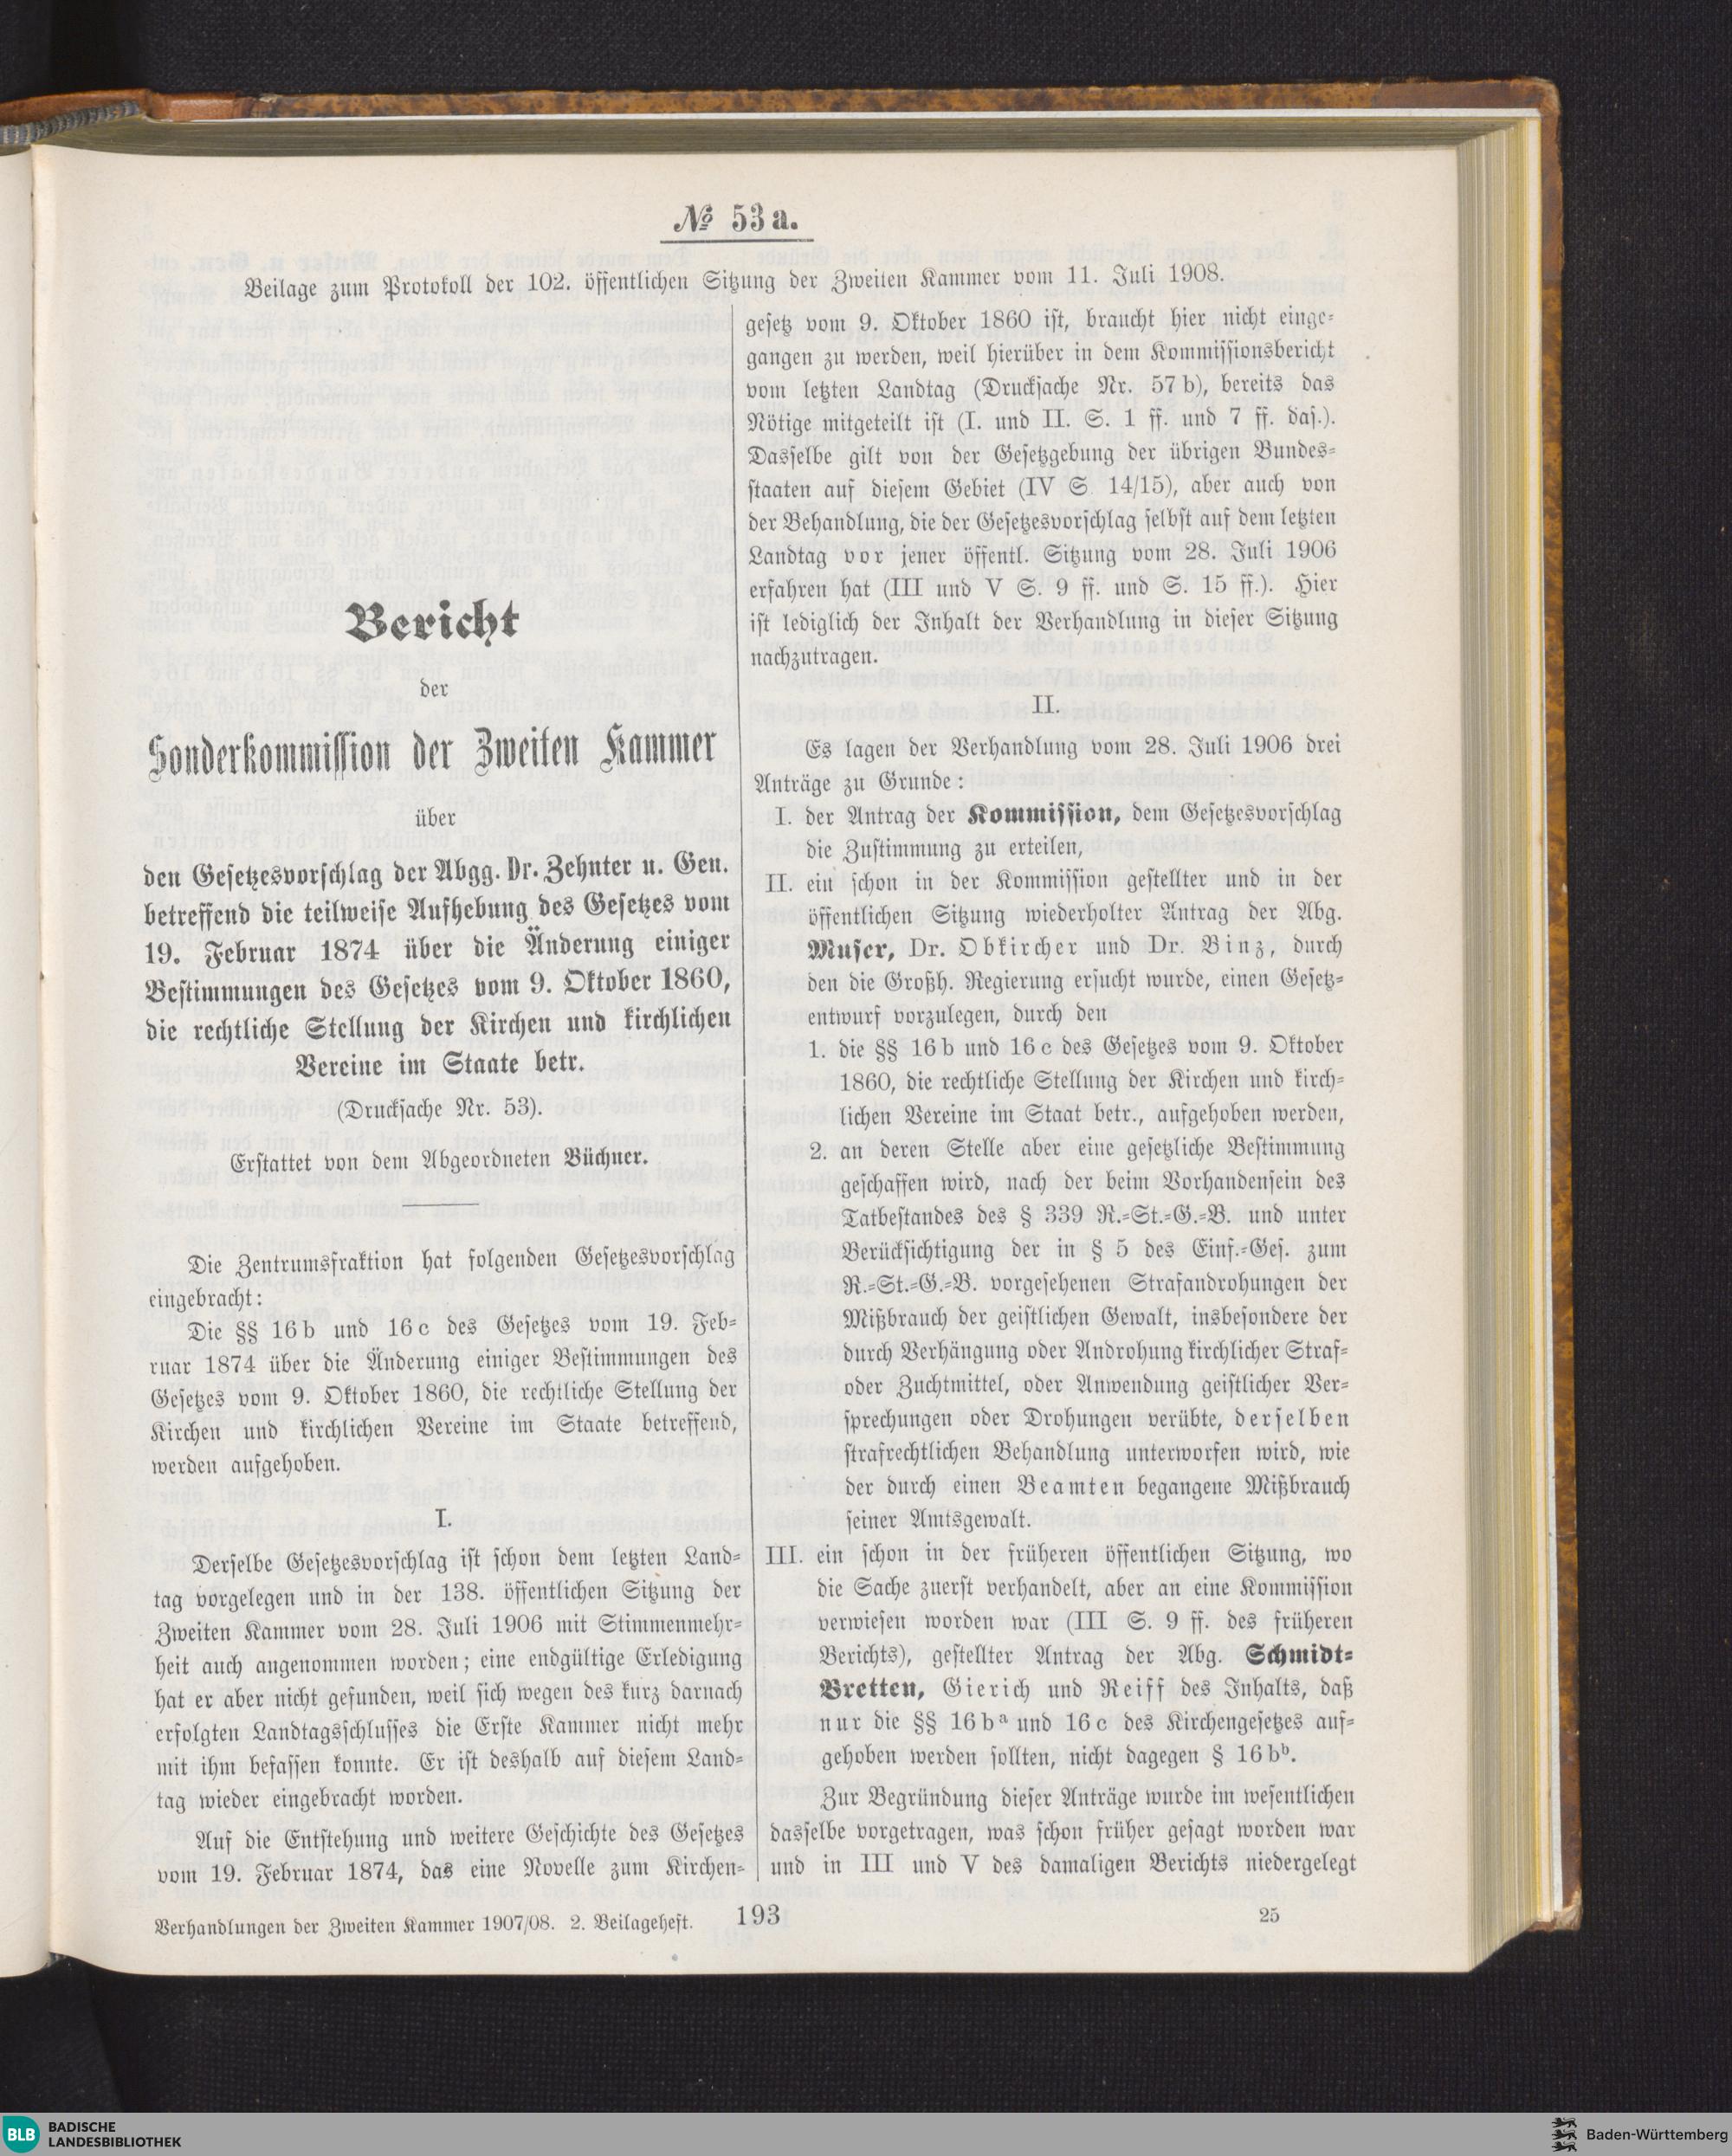 № 53 a.
Beilage zum Protokoll der 102. öffentlichen Sitzung der Zweiten Kammer vom 11. Juli 1908.
Bericht
der
Sonderkommission der Zweiten Kammer
über
den Gesetzesvorschlag der Abgg. Dr. Zehnter u. Gen.
betreffend die teilweise Aufhebung des Gesetzes vom
19. Februar 1874 über die Änderung einiger
Bestimmungen des Gesetzes vom 9. Oktober 1860,
die rechtliche Stellung der Kirchen und kirchlichen
Vereine im Staate betr.
(Drucksache Nr. 53).
Erstattet von dem Abgeordneten Büchner.
Die Zentrumsfraktion hat folgenden Gesetzesvorschlag
eingebracht:
Die §§ 16 b und 16 c des Gesetzes vom 19. Feb-
ruar 1874 über die Änderung einiger Bestimmungen des
Gesetzes vom 9. Oktober 1860, die rechtliche Stellung der
Kirchen und kirchlichen Vereine im Staate betreffend,
werden aufgehoben.
I.
Derselbe Gesetzesvorschlag ist schon dem letzten Land-
tag vorgelegen und in der 138. öffentlichen Sitzung der
Zweiten Kammer vom 28. Juli 1906 mit Stimmenmehr-
heit auch angenommen worden; eine endgültige Erledigung
hat er aber nicht gefunden, weil sich wegen des kurz darnach
erfolgten Landtagsschlusses die Erste Kammer nicht mehr
mit ihm befassen konnte. Er ist deshalb auf diesem Land-
tag wieder eingebracht worden.
Auf die Entstehung und weitere Geschichte des Gesetzes
vom 19. Februar 1874, das eine Novelle zum Kirchen-
gesetz vom 9. Oktober 1860 ist, braucht hier nicht einge-
gangen zu werden, weil hierüber in dem Kommissionsbericht
vom letzten Landtag (Drucksache Nr. 57 b), bereits das
Nötige mitgeteilt ist (I. und II. S. 1 ff. und 7 ff. das.).
Dasselbe gilt von der Gesetzgebung der übrigen Bundes-
staaten auf diesem Gebiet (IV S. 14/15), aber auch von
der Behandlung, die der Gesetzesvorschlag selbst auf dem letzten
Landtag vor jener öffentl. Sitzung vom 28. Juli 1906
erfahren hat (III und V S. 9 ff. und S. 15 ff.). Hier
ist lediglich der Inhalt der Verhandlung in dieser Sitzung
nachzutragen.
II.
Es lagen der Verhandlung vom 28. Juli 1906 drei
Anträge zu Grunde:
I. der Antrag der Kommission, dem Gesetzesvorschlag
die Zustimmung zu erteilen,
II. ein schon in der Kommission gestellter und in der
öffentlichen Sitzung wiederholter Antrag der Abg.
Muser, Dr. Obkircher und Dr. Binz, durch
den die Großh. Regierung ersucht wurde, einen Gesetz-
entwurf vorzulegen, durch den
1. die §§ 16 b und 16 c des Gesetzes vom 9. Oktober
1860, die rechtliche Stellung der Kirchen und kirch-
lichen Vereine im Staat betr., aufgehoben werden,
2. an deren Stelle aber eine gesetzliche Bestimmung
geschaffen wird, nach der beim Vorhandensein des
Tatbestandes des § 339 R.-St.-G.-B. und unter
Berücksichtigung der in § 5 des Einf.-Ges. zum
R.-St.-G.-B. vorgesehenen Strafandrohungen der
Mißbrauch der geistlichen Gewalt, insbesondere der
durch Verhängung oder Androhung kirchlicher Straf-
oder Zuchtmittel, oder Anwendung geistlicher Ver-
sprechungen oder Drohungen verübte, derselben
strafrechtlichen Behandlung unterworfen wird, wie
der durch einen Beamten begangene Mißbrauch
seiner Amtsgewalt.
III. ein schon in der früheren öffentlichen Sitzung, wo
die Sache zuerst verhandelt, aber an eine Kommission
verwiesen worden war (III S. 9 ff. des früheren
Berichts), gestellter Antrag der Abg. Schmidt-
Bretten, Gierich und Reiff des Inhalts, daß
nur die §§ 16 bᵃ und 16 c des Kirchengesetzes auf-
gehoben werden sollten, nicht dagegen § 16 bᵇ.
Zur Begründung dieser Anträge wurde im wesentlichen
dasselbe vorgetragen, was schon früher gesagt worden war
und in III und V des damaligen Berichts niedergelegt
Verhandlungen der Zweiten Kammer 1907/08. 2. Beilageheft.
193
25
BLB BADISCHE
LANDESBIBLIOTHEK
Baden-Württemberg